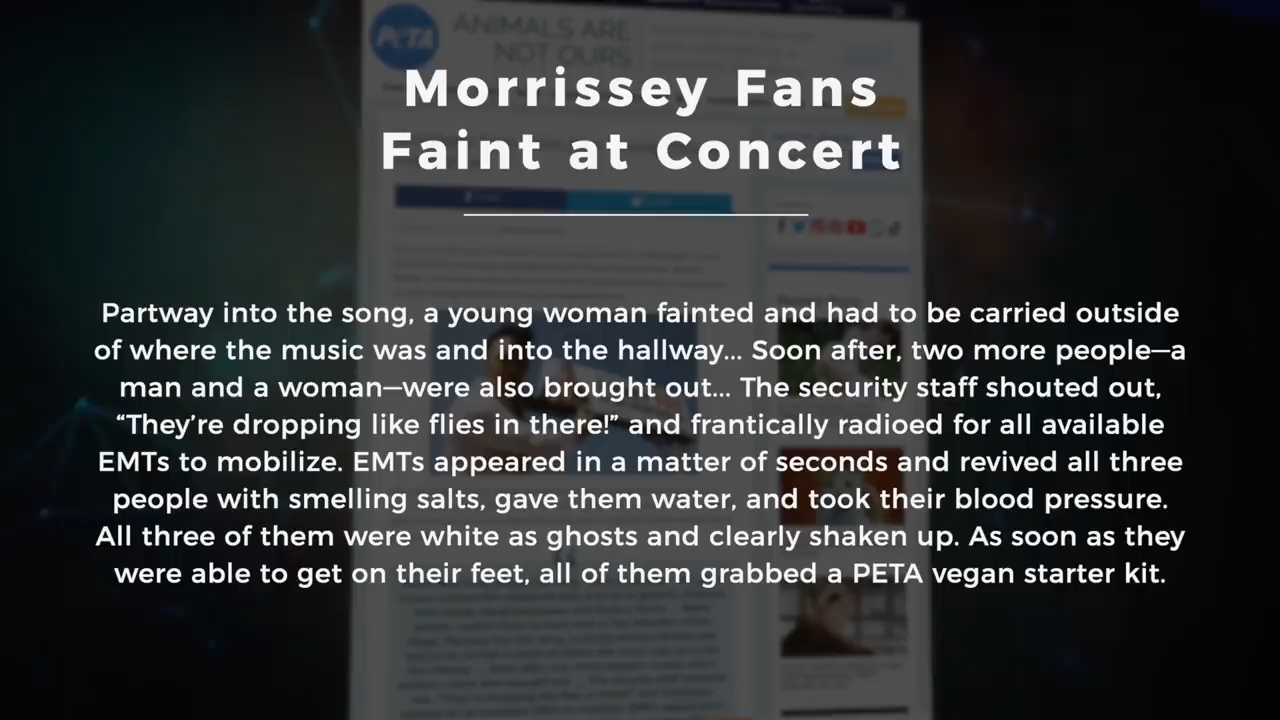 PETA
ANIMALS ARE
NOT OURS
Morrissey Fans
Faint at Concert
Partway into the song, a young woman fainted and had to be carried outside
of where the music was and into the hallway... Soon after, two more people—a
man and a woman—were also brought out... The security staff shouted out,
“They’re dropping like flies in there!” and frantically radioed for all available
EMTs to mobilize. EMTs appeared in a matter of seconds and revived all three
people with smelling salts, gave them water, and took their blood pressure.
All three of them were white as ghosts and clearly shaken up. As soon as they
were able to get on their feet, all of them grabbed a PETA vegan starter kit.